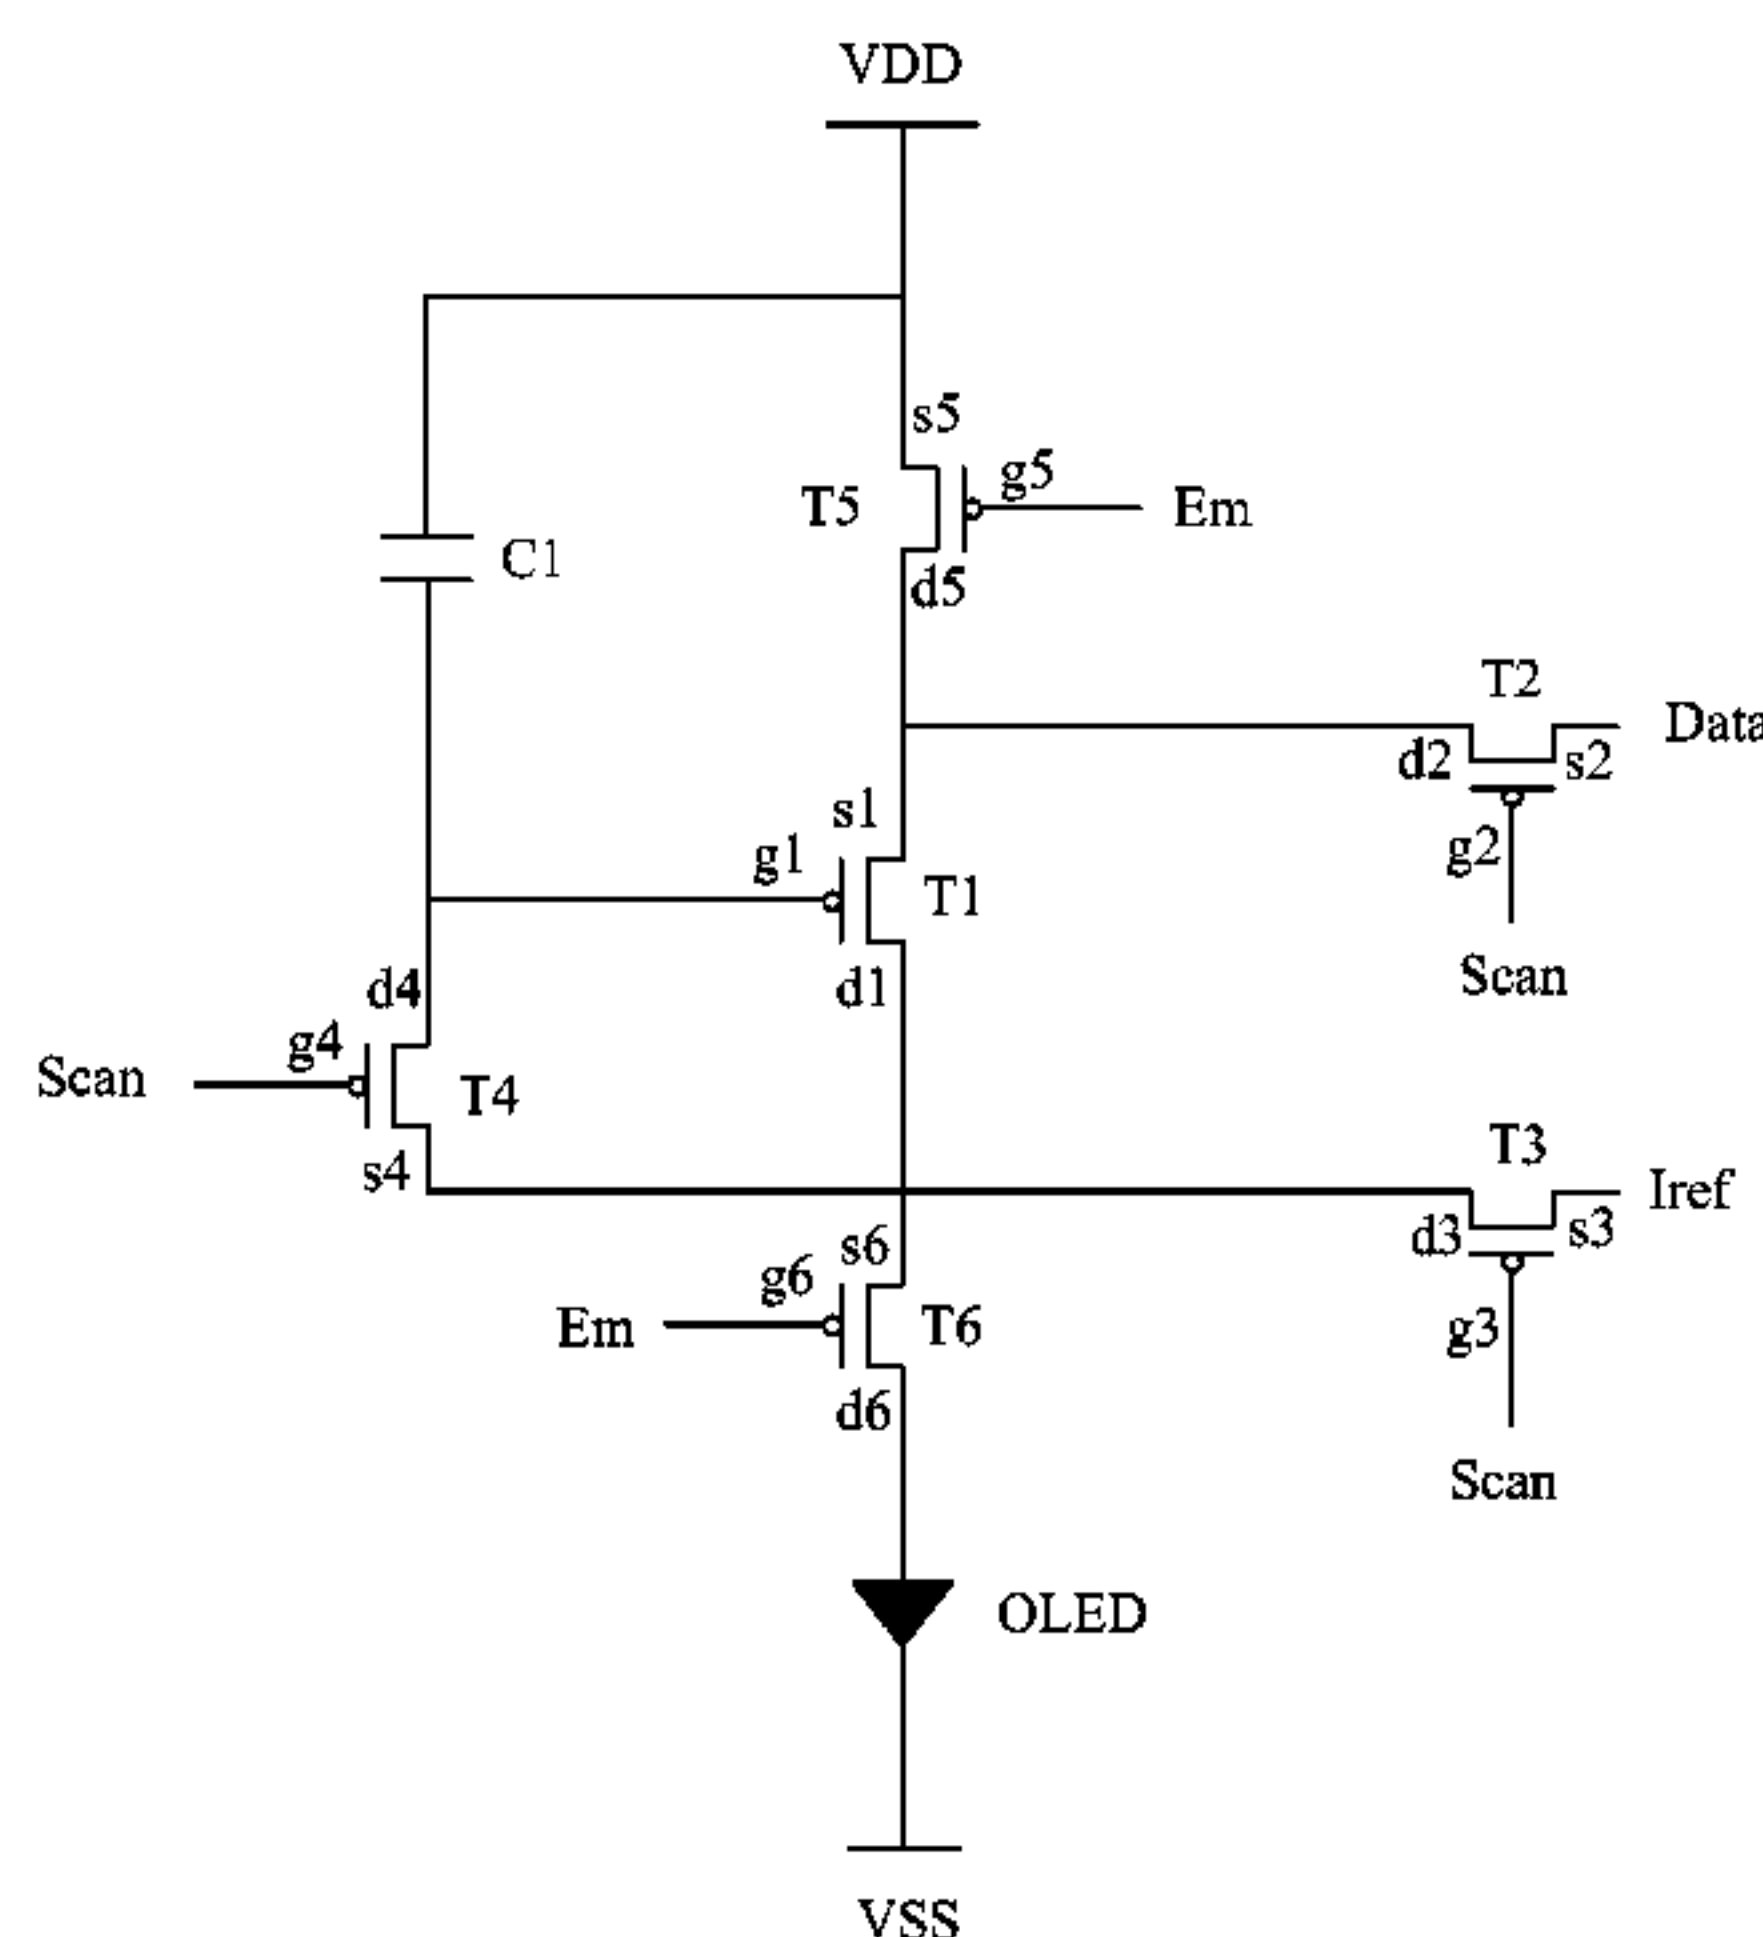 VDD
s5
g5
T5
Em
C1
d5
T2
Data
d2
s2
s1
g1
g2
T1
Scan
d1
d4
g4
Scan
T4
T3
s4
Iref
d3
s3
s6
g6
Em
T6
g3
d6
Scan
OLED
VSS